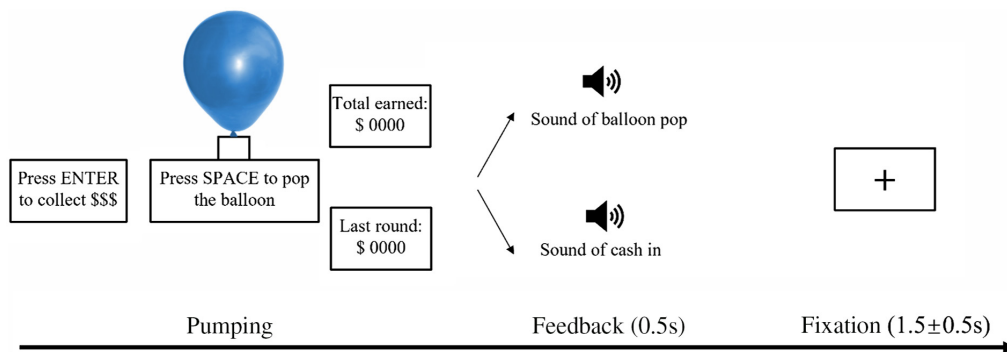 Press ENTER
to collect $$$
Press SPACE to pop
the balloon
Total earned:
$ 0000
Last round:
$ 0000
Sound of balloon pop
Sound of cash in
+
Pumping
Feedback (0.5s)
Fixation (1.5±0.5s)